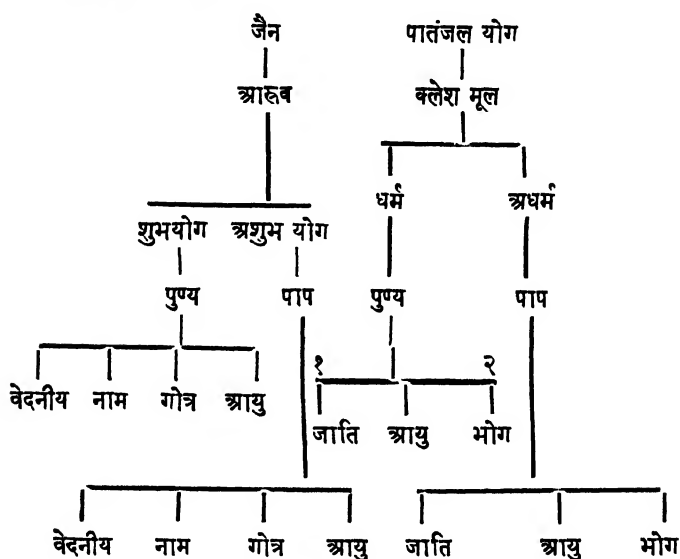 जैन पातंजल योग
आस्रव क्लेश मूल
धर्म अधर्म
शुभयोग अशुभ योग
पुण्य पाप पुण्य पाप
१ २
वेदनीय नाम गोत्र आयु
जाति आयु भोग
वेदनीय नाम गोत्र आयु जाति आयु भोग